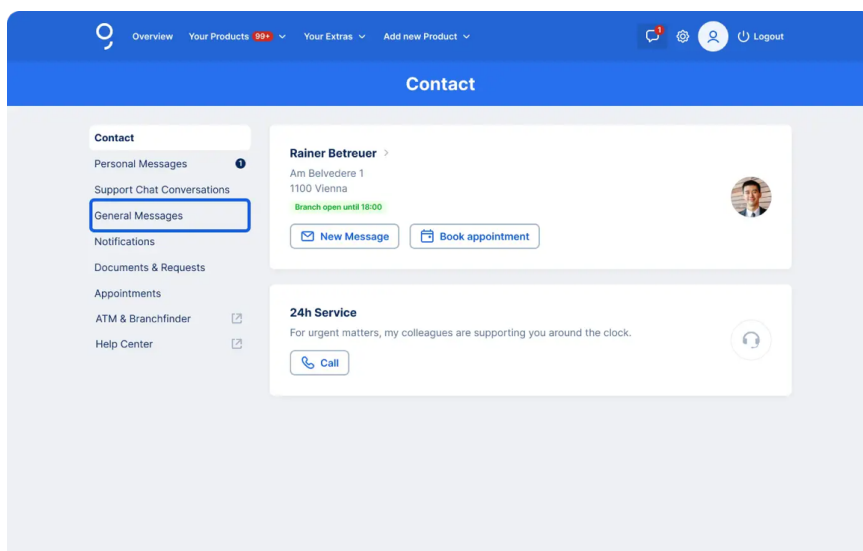 Overview
Your Products 99+
Your Extras
Add new Product
1
Logout
Contact
Contact
Personal Messages 1
Support Chat Conversations
General Messages
Notifications
Documents & Requests
Appointments
ATM & Branchfinder
Help Center
Rainer Betreuer
Am Belvedere 1
1100 Vienna
Branch open until 18:00
New Message
Book appointment
24h Service
For urgent matters, my colleagues are supporting you around the clock.
Call